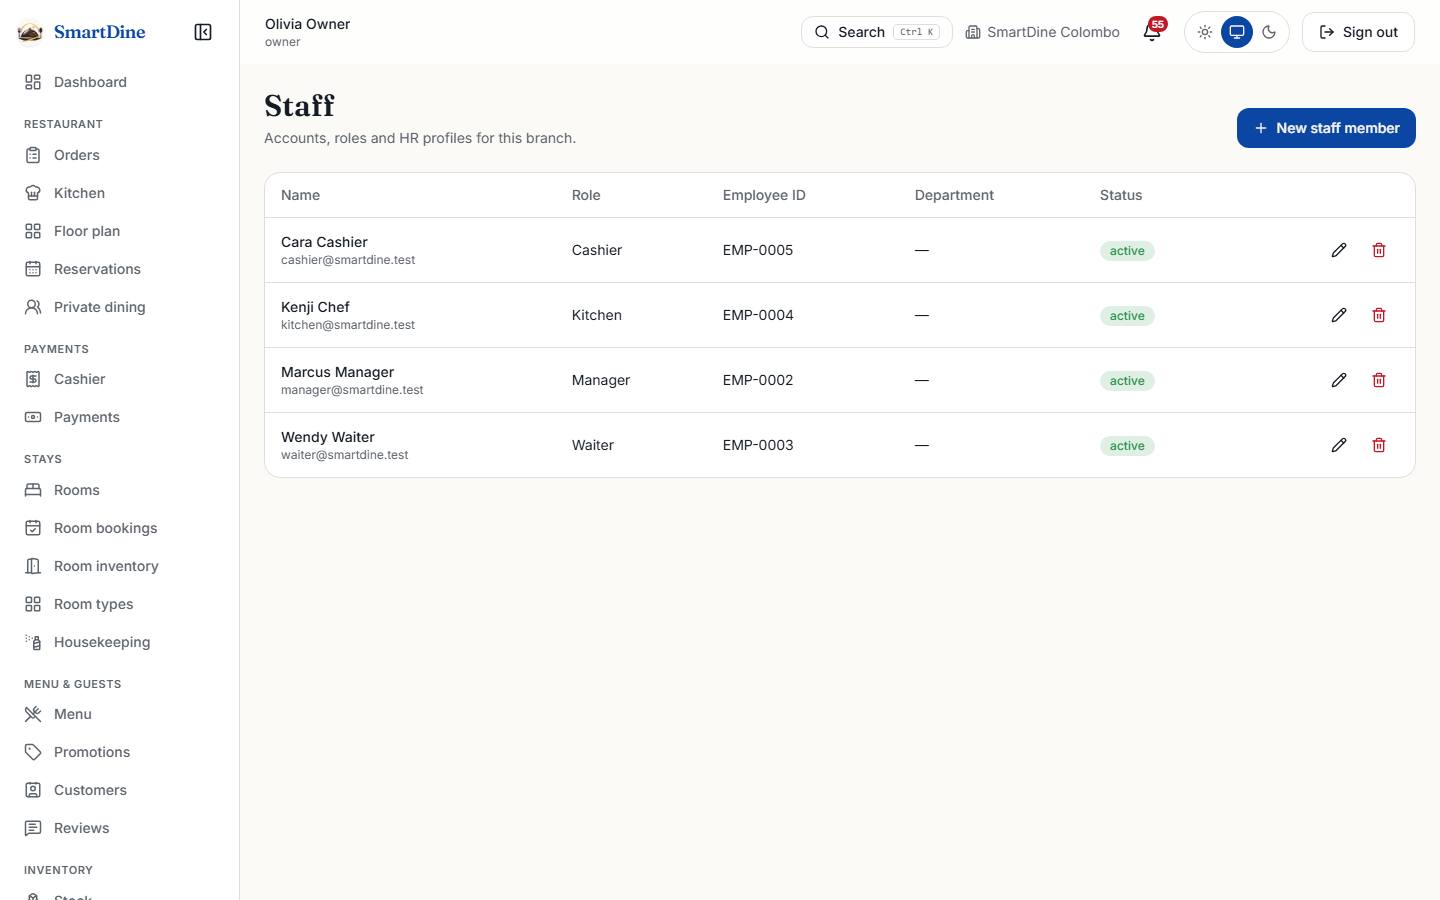 SmartDine
Dashboard
RESTAURANT
Orders
Kitchen
Floor plan
Reservations
Private dining
PAYMENTS
Cashier
Payments
STAYS
Rooms
Room bookings
Room inventory
Room types
Housekeeping
MENU & GUESTS
Menu
Promotions
Customers
Reviews
INVENTORY
Stock
Olivia Owner
owner
Search Ctrl K
SmartDine Colombo
55
Sign out
Staff
Accounts, roles and HR profiles for this branch.
+ New staff member
Name Role Employee ID Department Status
Cara Cashier
cashier@smartdine.test
Cashier EMP-0005 — active
Kenji Chef
kitchen@smartdine.test
Kitchen EMP-0004 — active
Marcus Manager
manager@smartdine.test
Manager EMP-0002 — active
Wendy Waiter
waiter@smartdine.test
Waiter EMP-0003 — active